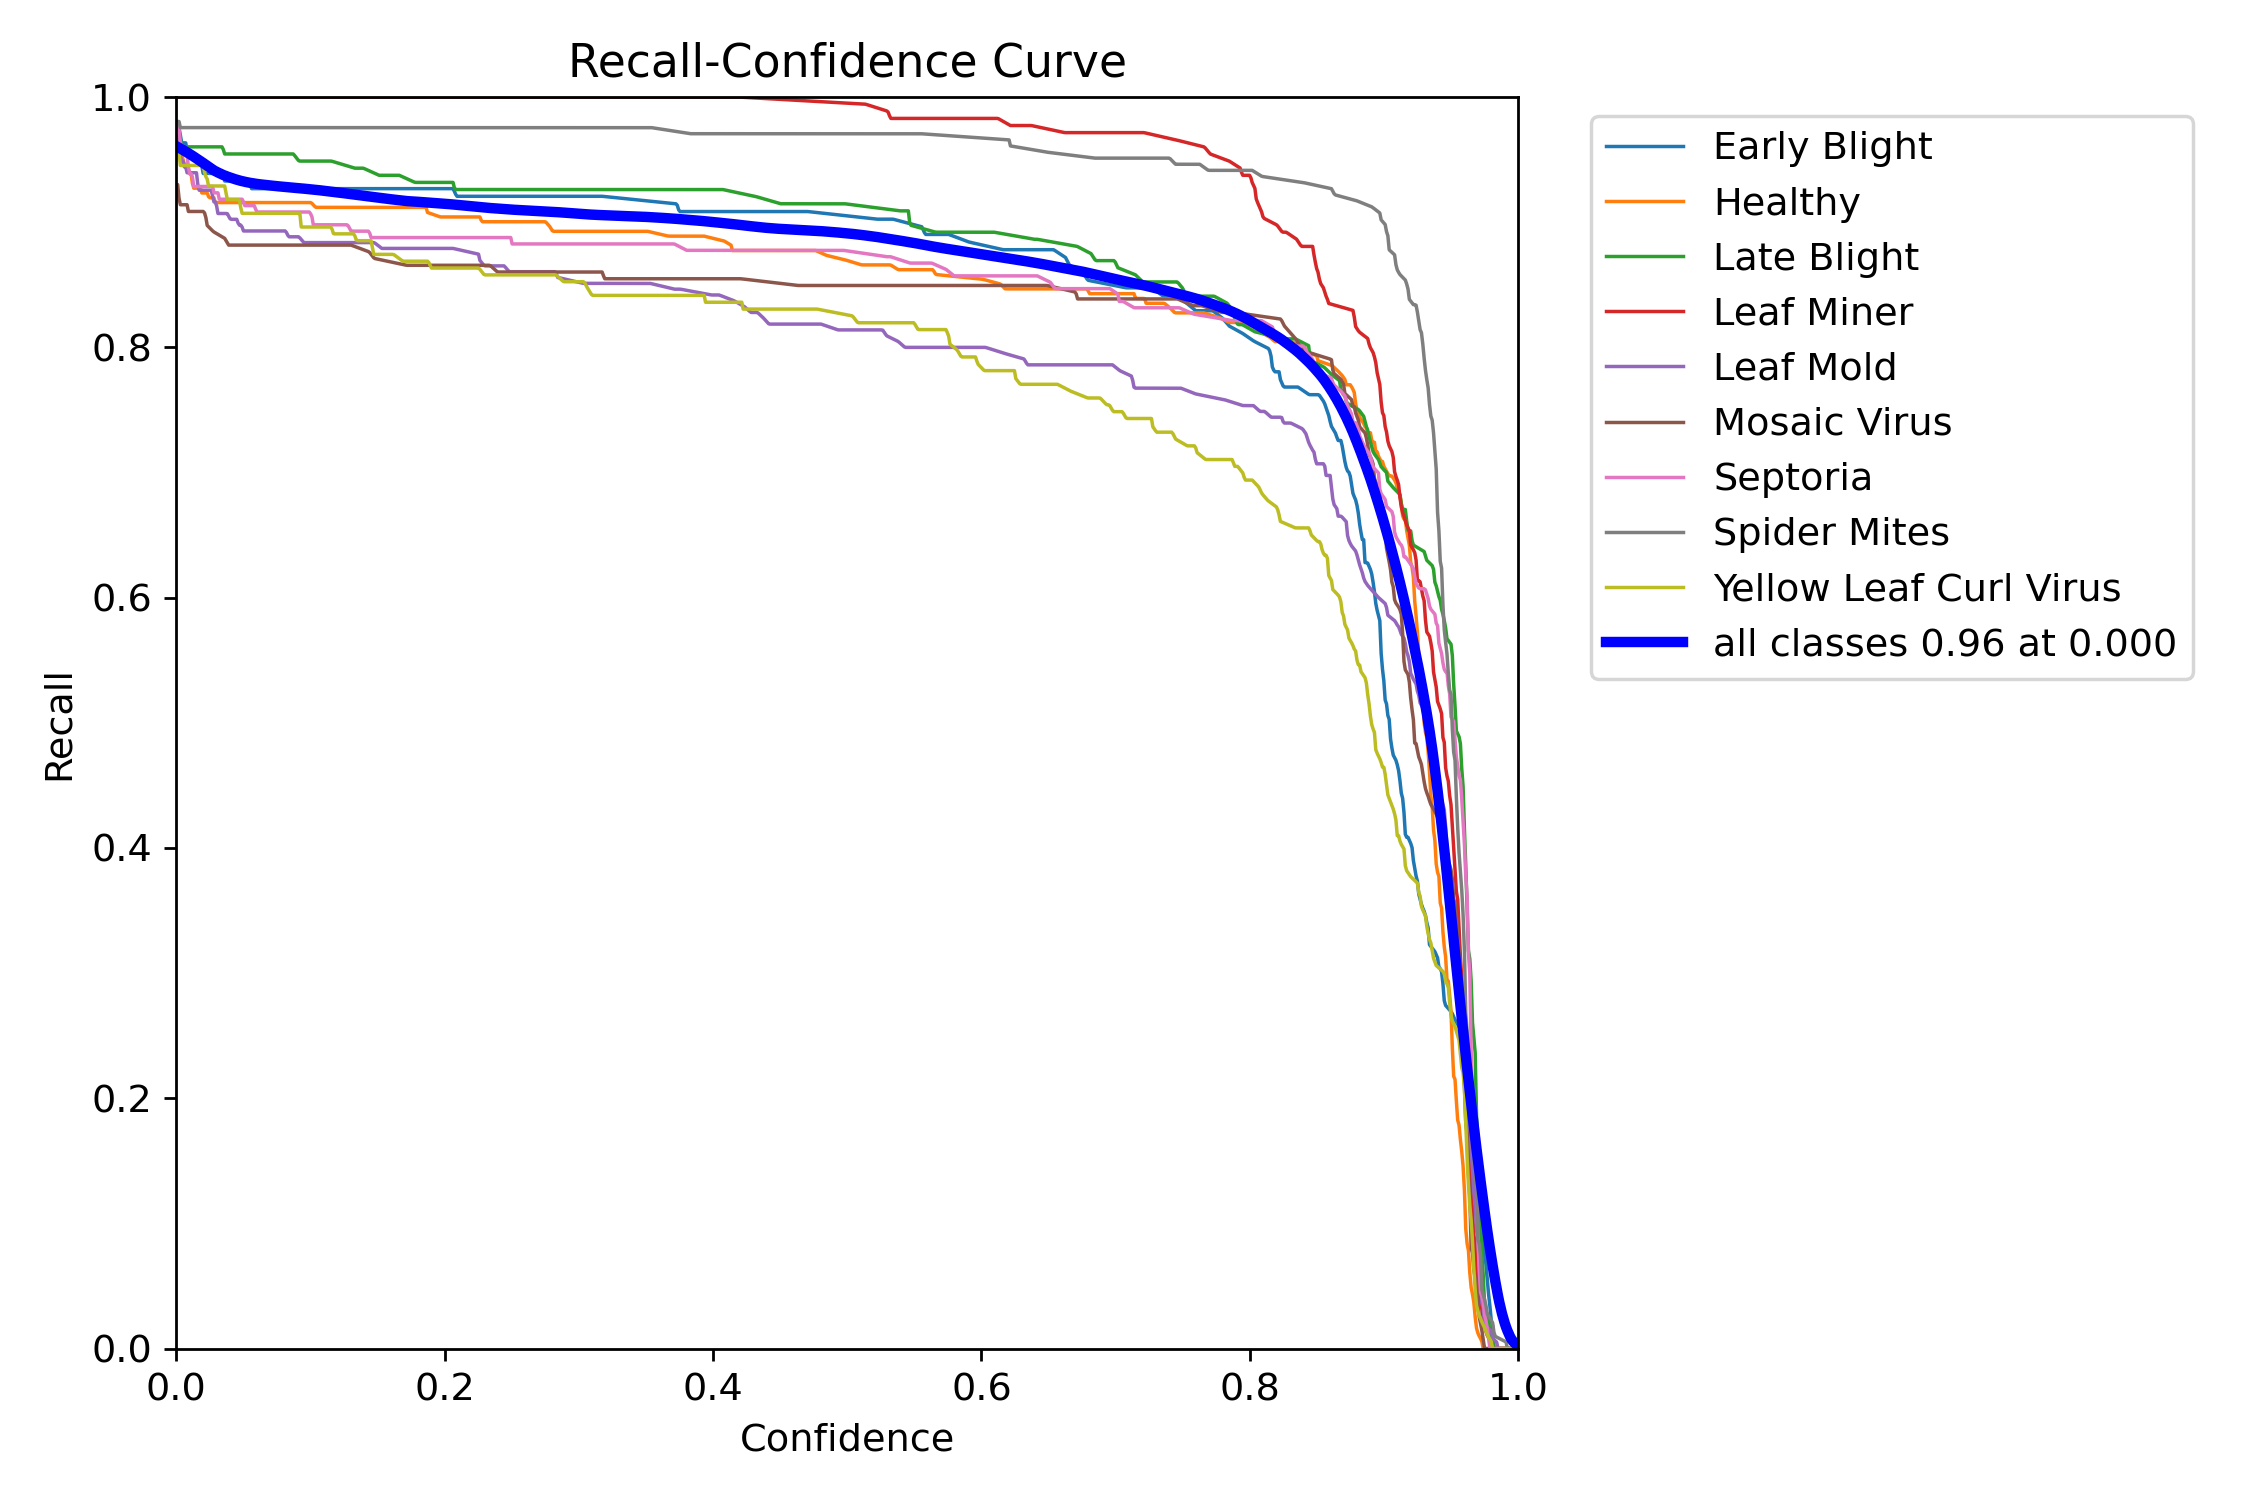 Recall-Confidence Curve
1.0
0.8
0.6
0.4
0.2
0.0
Recall
0.0 0.2 0.4 0.6 0.8 1.0
Confidence
Early Blight
Healthy
Late Blight
Leaf Miner
Leaf Mold
Mosaic Virus
Septoria
Spider Mites
Yellow Leaf Curl Virus
all classes 0.96 at 0.000